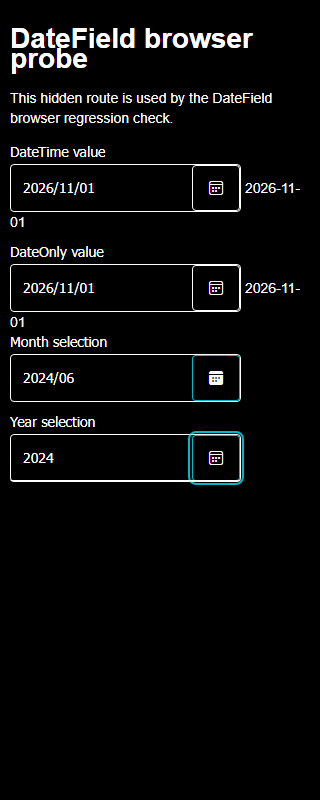 DateField browser
probe
This hidden route is used by the DateField
browser regression check.
DateTime value
2026/11/01 2026-11-
01
DateOnly value
2026/11/01 2026-11-
01
Month selection
2024/06
Year selection
2024